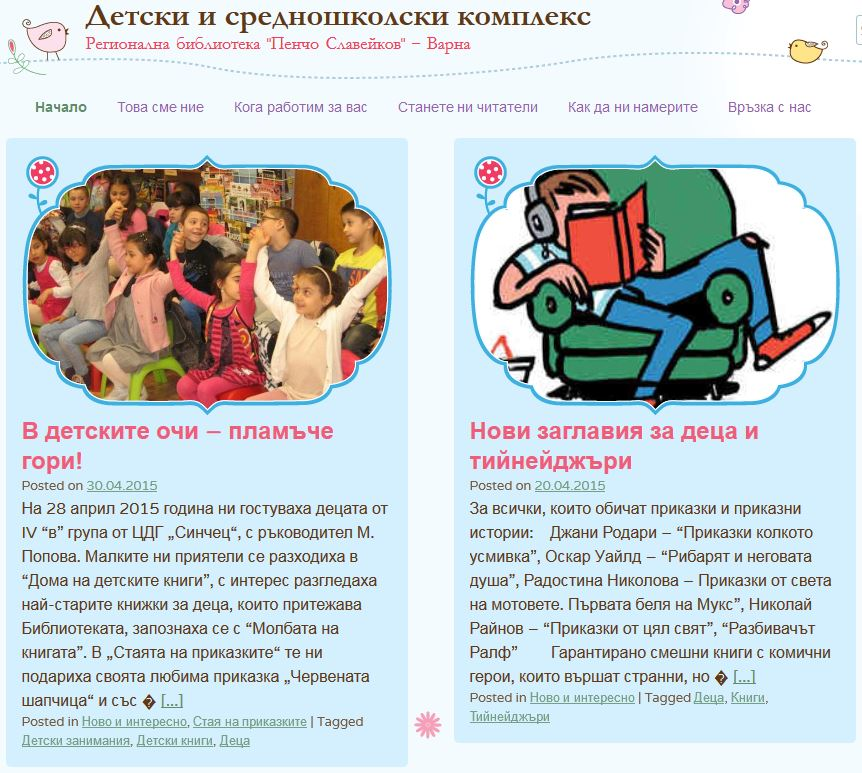 Детски и средношколски комплекс
Регионална библиотека "Пенчо Славейков" – Варна
Начало Това сме ние Кога работим за вас Станете ни читатели Как да ни намерите Връзка с нас
В детските очи – пламъче
гори!
Posted on 30.04.2015
На 28 април 2015 година ни гостуваха децата от
IV “в” група от ЦДГ „Синчец“, с ръководител М.
Попова. Малките ни приятели се разходиха в
“Дома на детските книги”, с интерес разгледаха
най-старите книжки за деца, които притежава
Библиотеката, запознаха се с “Молбата на
книгата”. В „Стаята на приказките“ те ни
подариха своята любима приказка „Червената
шапчица“ и със � [...]
Posted in Ново и интересно, Стая на приказките | Tagged
Детски занимания, Детски книги, Деца
Нови заглавия за деца и
тийнейджъри
Posted on 20.04.2015
За всички, които обичат приказки и приказни
истории: Джани Родари – “Приказки колкото
усмивка”, Оскар Уайлд – “Рибарят и неговата
душа”, Радостина Николова – Приказки от света
на мотовете. Първата беля на Мукс”, Николай
Райнов – “Приказки от цял свят”, “Разбивачът
Ралф” Гарантирано смешни книги с комични
герои, които вършат странни, но � [...]
Posted in Ново и интересно | Tagged Деца, Книги,
Тийнейджъри